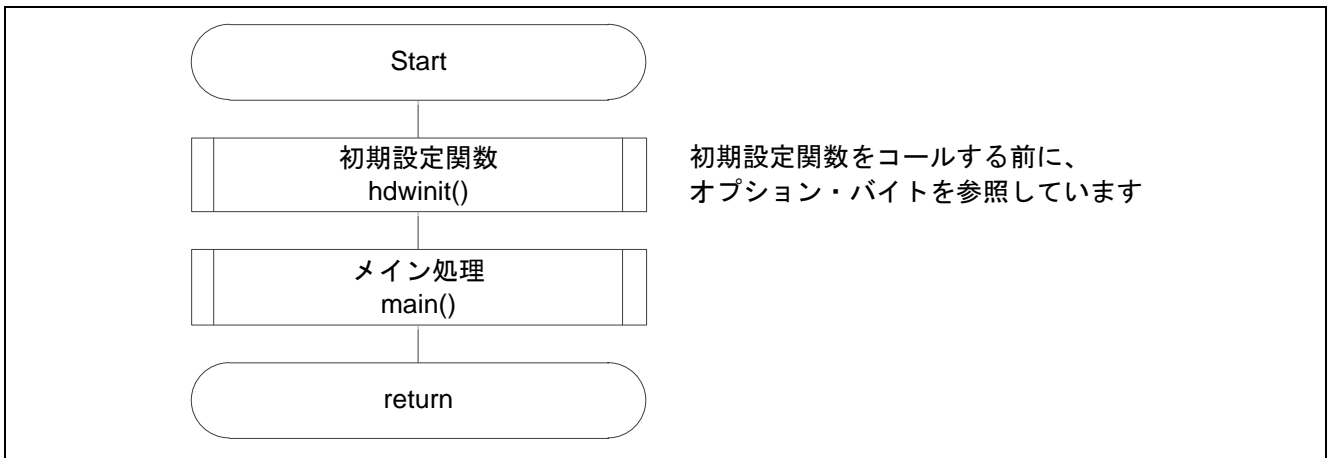 Start
初期設定関数
hdwinit()
初期設定関数をコールする前に、
オプション・バイトを参照しています
メイン処理
main()
return